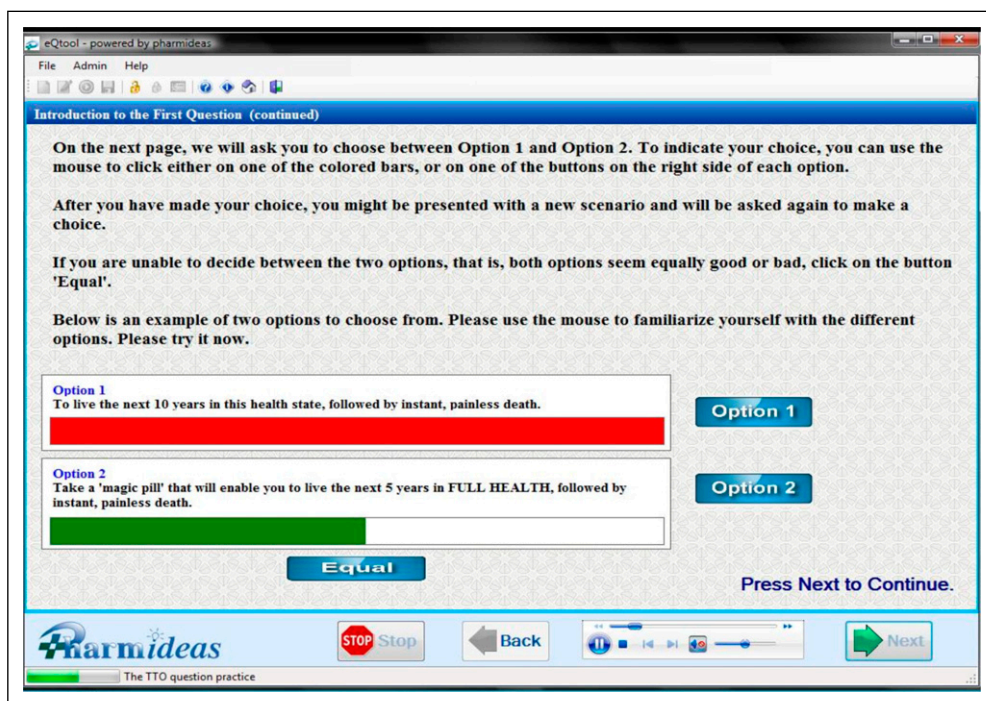 eQtool - powered by pharmideas
File Admin Help
Introduction to the First Question (continued)
On the next page, we will ask you to choose between Option 1 and Option 2. To indicate your choice, you can use the
mouse to click either on one of the colored bars, or on one of the buttons on the right side of each option.
After you have made your choice, you might be presented with a new scenario and will be asked again to make a
choice.
If you are unable to decide between the two options, that is, both options seem equally good or bad, click on the button
'Equal'.
Below is an example of two options to choose from. Please use the mouse to familiarize yourself with the different
options. Please try it now.
Option 1
To live the next 10 years in this health state, followed by instant, painless death.
Option 1
Option 2
Take a 'magic pill' that will enable you to live the next 5 years in FULL HEALTH, followed by
instant, painless death.
Option 2
Equal
Press Next to Continue.
Pharmideas
STOP Stop
Back
Next
The TTO question practice